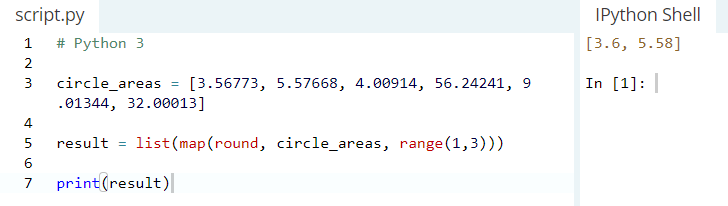 script.py
IPython Shell
1 # Python 3
2
3 circle_areas = [3.56773, 5.57668, 4.00914, 56.24241, 9
.01344, 32.00013]
4
5 result = list(map(round, circle_areas, range(1,3)))
6
7 print(result)
[3.6, 5.58]
In [1]: